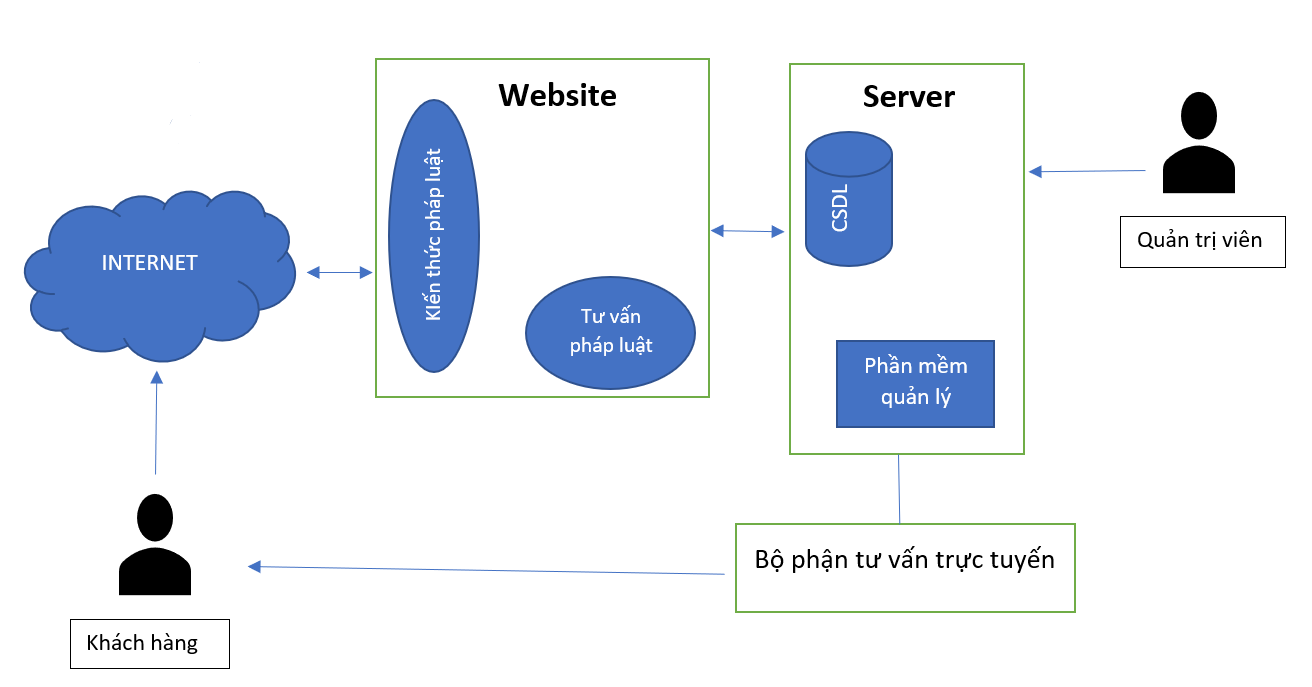 Website
Server
KIến thức pháp luật
CSDL
Quản trị viên
INTERNET
Tư vấn
pháp luật
Phần mềm
quản lý
Bộ phận tư vấn trực tuyến
Khách hàng